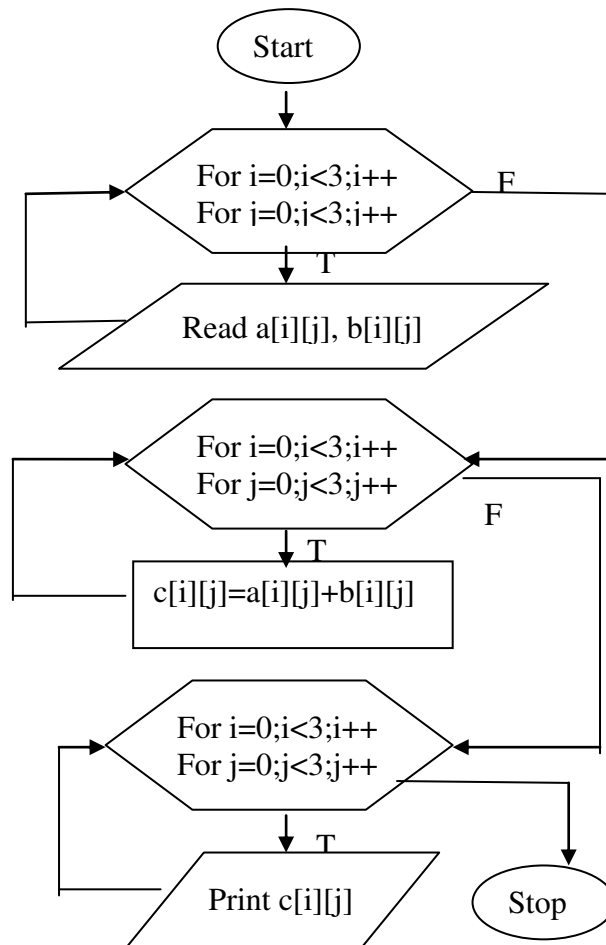 Start
For i=0;i<3;i++
For j=0;j<3;j++
F
T
Read a[i][j], b[i][j]
For i=0;i<3;i++
For j=0;j<3;j++
F
T
c[i][j]=a[i][j]+b[i][j]
For i=0;i<3;i++
For j=0;j<3;j++
T
Print c[i][j]
Stop